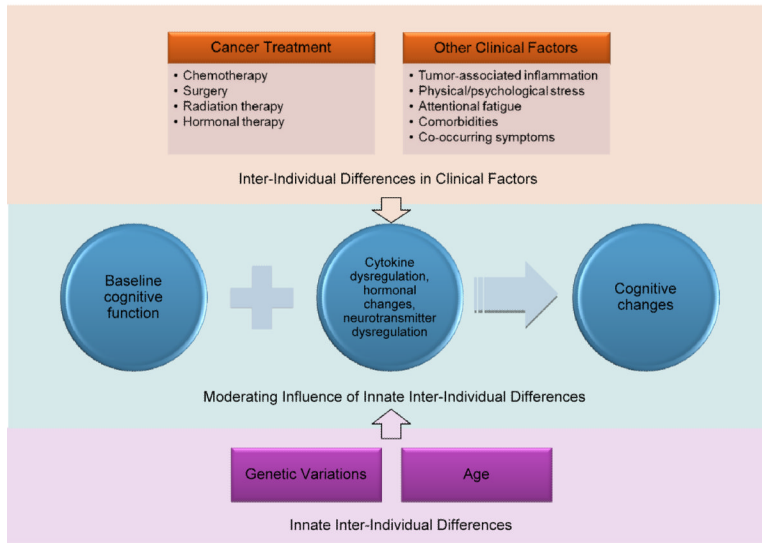 Cancer Treatment
• Chemotherapy
• Surgery
• Radiation therapy
• Hormonal therapy
Other Clinical Factors
• Tumor-associated inflammation
• Physical/psychological stress
• Attentional fatigue
• Comorbidities
• Co-occurring symptoms
Inter-Individual Differences in Clinical Factors
Baseline
cognitive
function
Cytokine
dysregulation,
hormonal
changes,
neurotransmitter
dysregulation
Cognitive
changes
Moderating Influence of Innate Inter-Individual Differences
Genetic Variations
Age
Innate Inter-Individual Differences